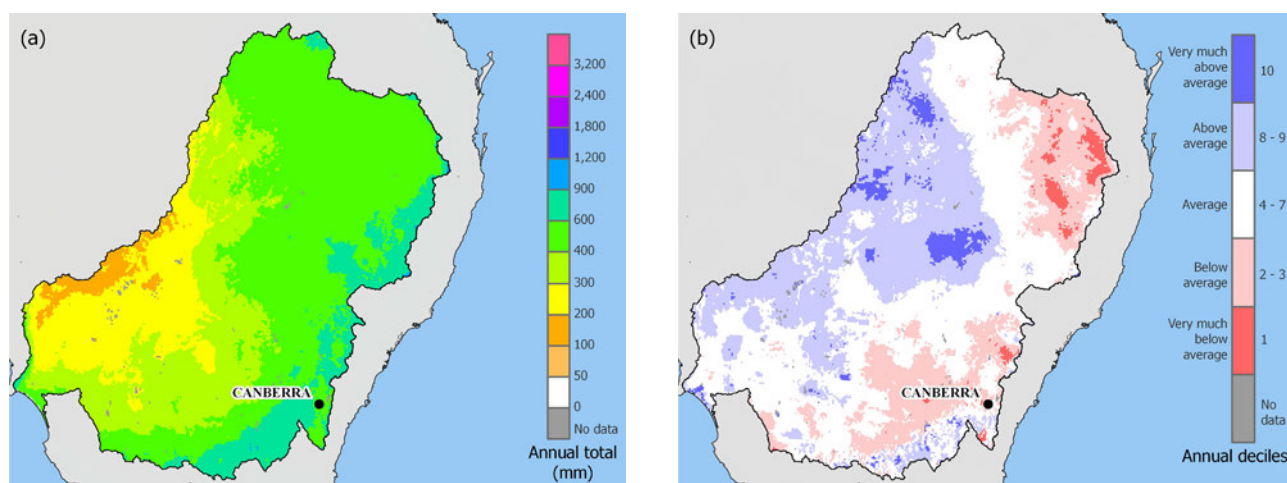 (a)
3,200
2,400
1,800
1,200
900
600
400
300
200
100
50
0
No data
Annual total
(mm)
CANBERRA
(b)
Very much
above
average
10
Above
average
8 - 9
Average
4 - 7
Below
average
2 - 3
Very much
below
average
1
No
data
Annual deciles
CANBERRA